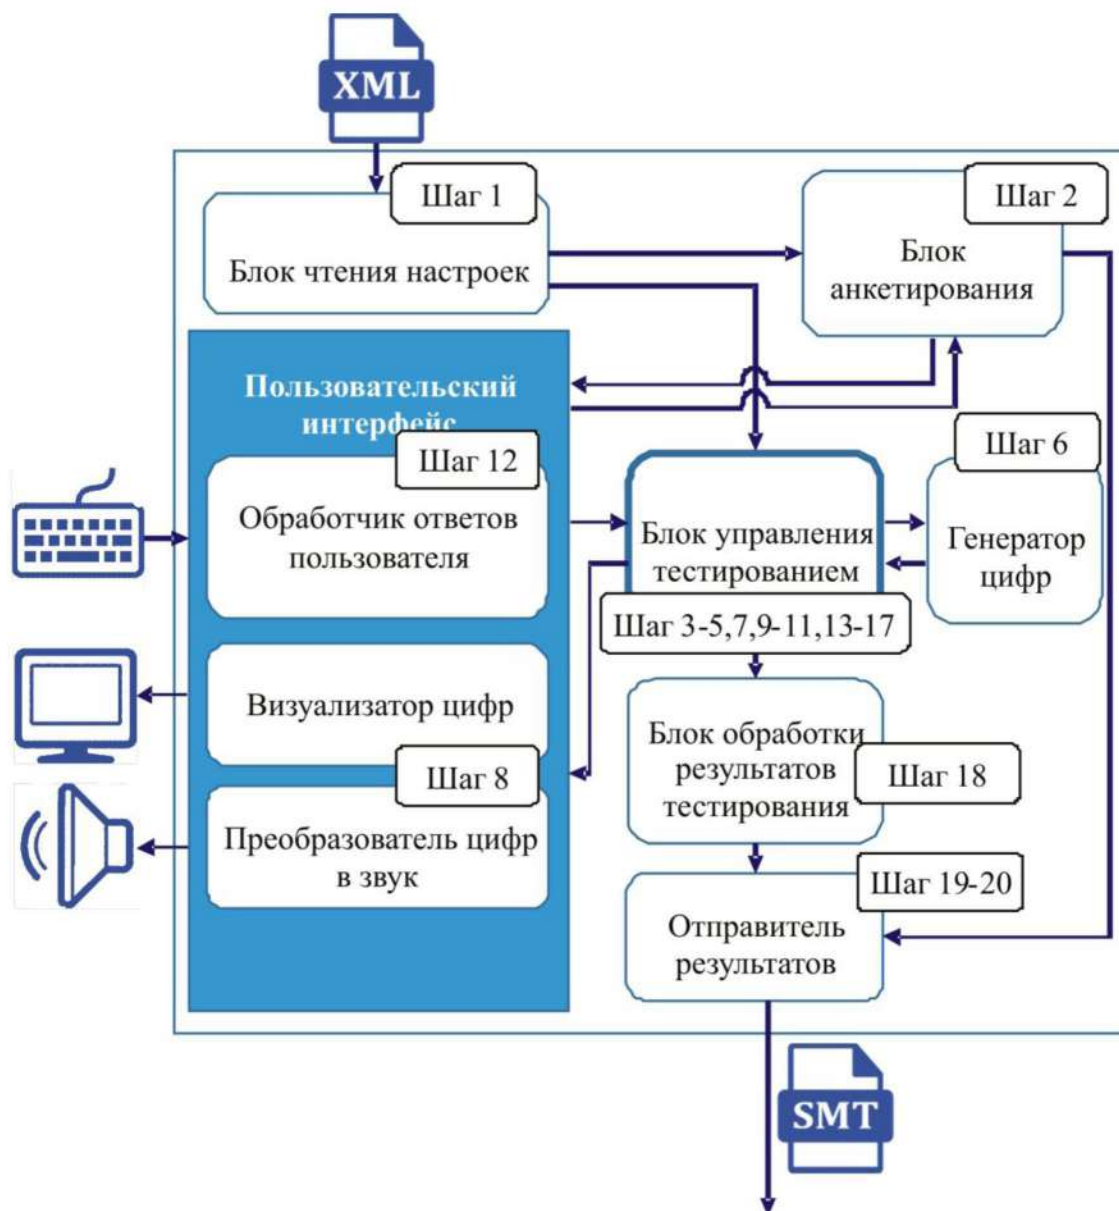 XML
Шаг 1
Блок чтения настроек
Шаг 2
Блок
анкетирования
Пользовательский
интерфейс
Шаг 12
Обработчик ответов
пользователя
Блок управления
тестированием
Шаг 3-5,7,9-11,13-17
Шаг 6
Генератор
цифр
Визуализатор цифр
Шаг 8
Преобразователь цифр
в звук
Блок обработки
результатов
тестирования
Шаг 18
Шаг 19-20
Отправитель
результатов
SMT